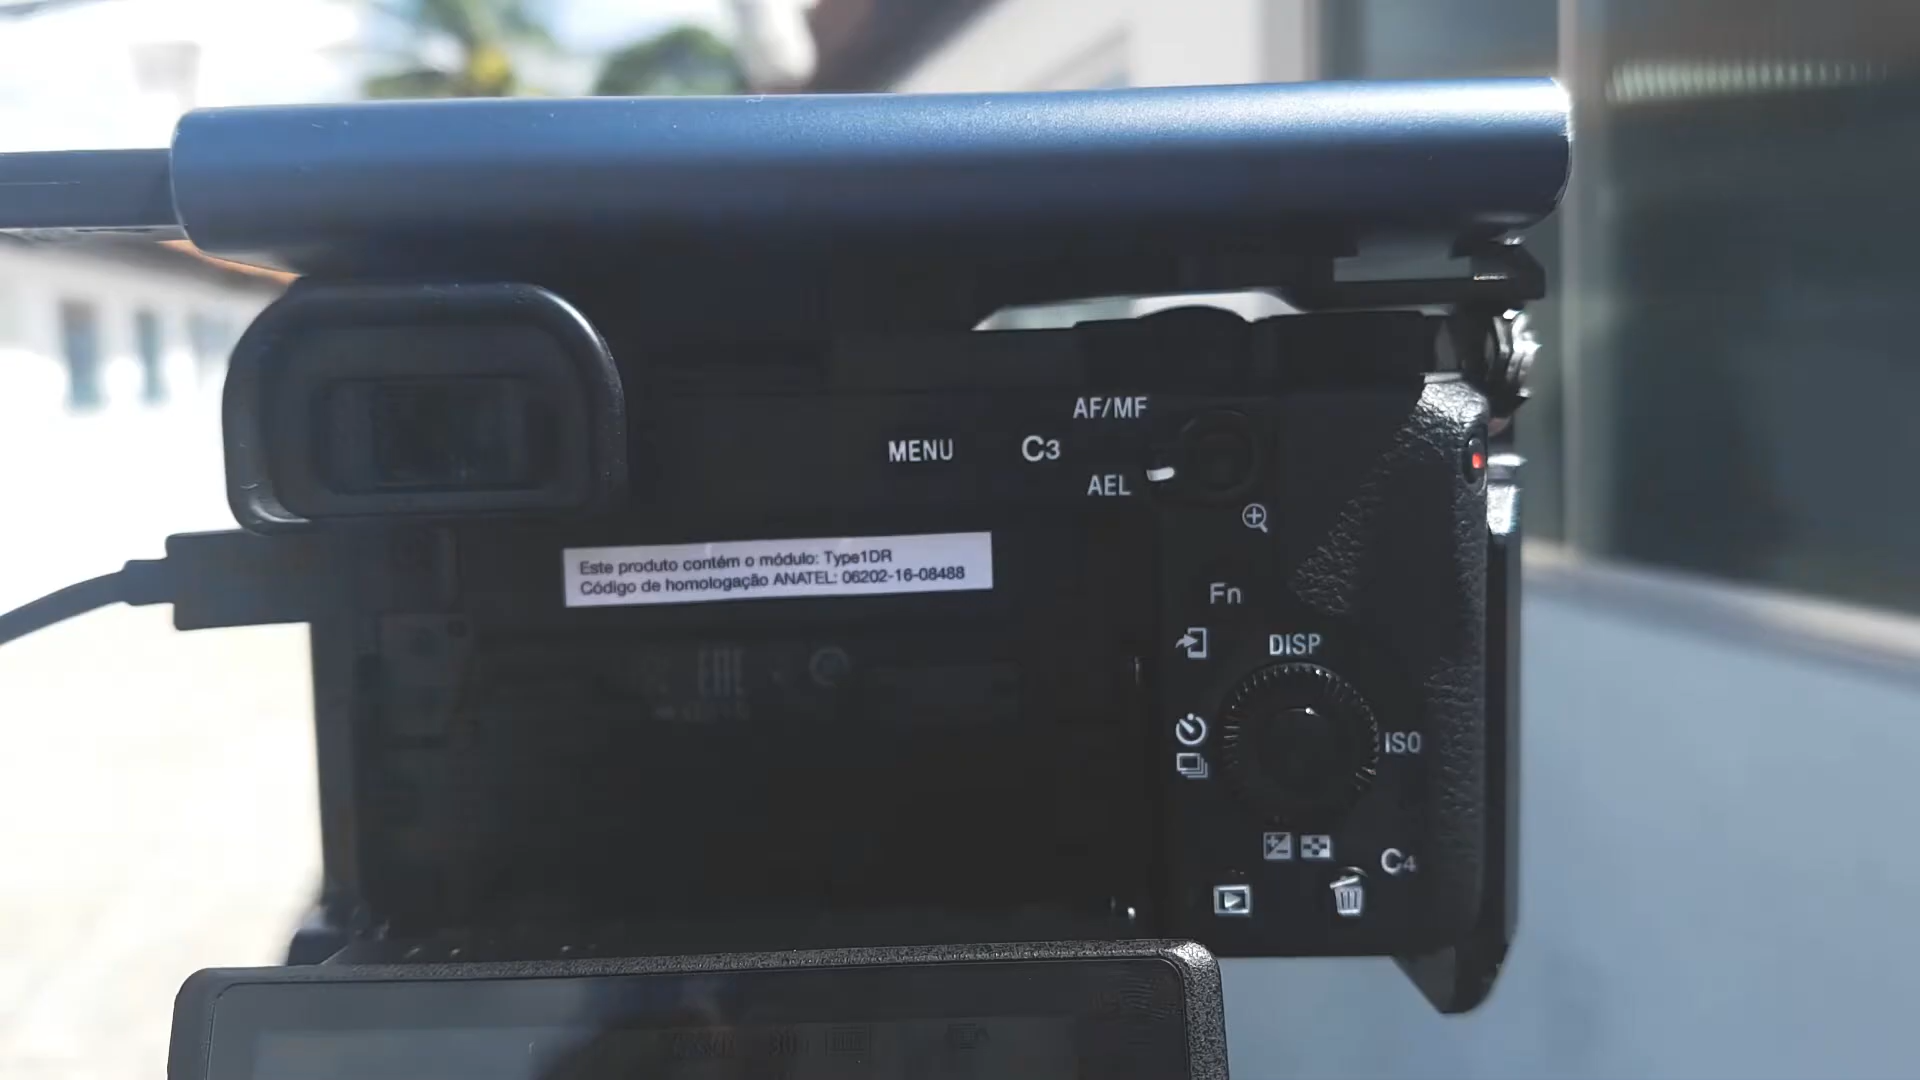 AF/MF
MENU C3
AEL
Este produto contém o módulo: Type1DR
Código de homologação ANATEL: 06202-16-08488
Fn
DISP
ISO
C4